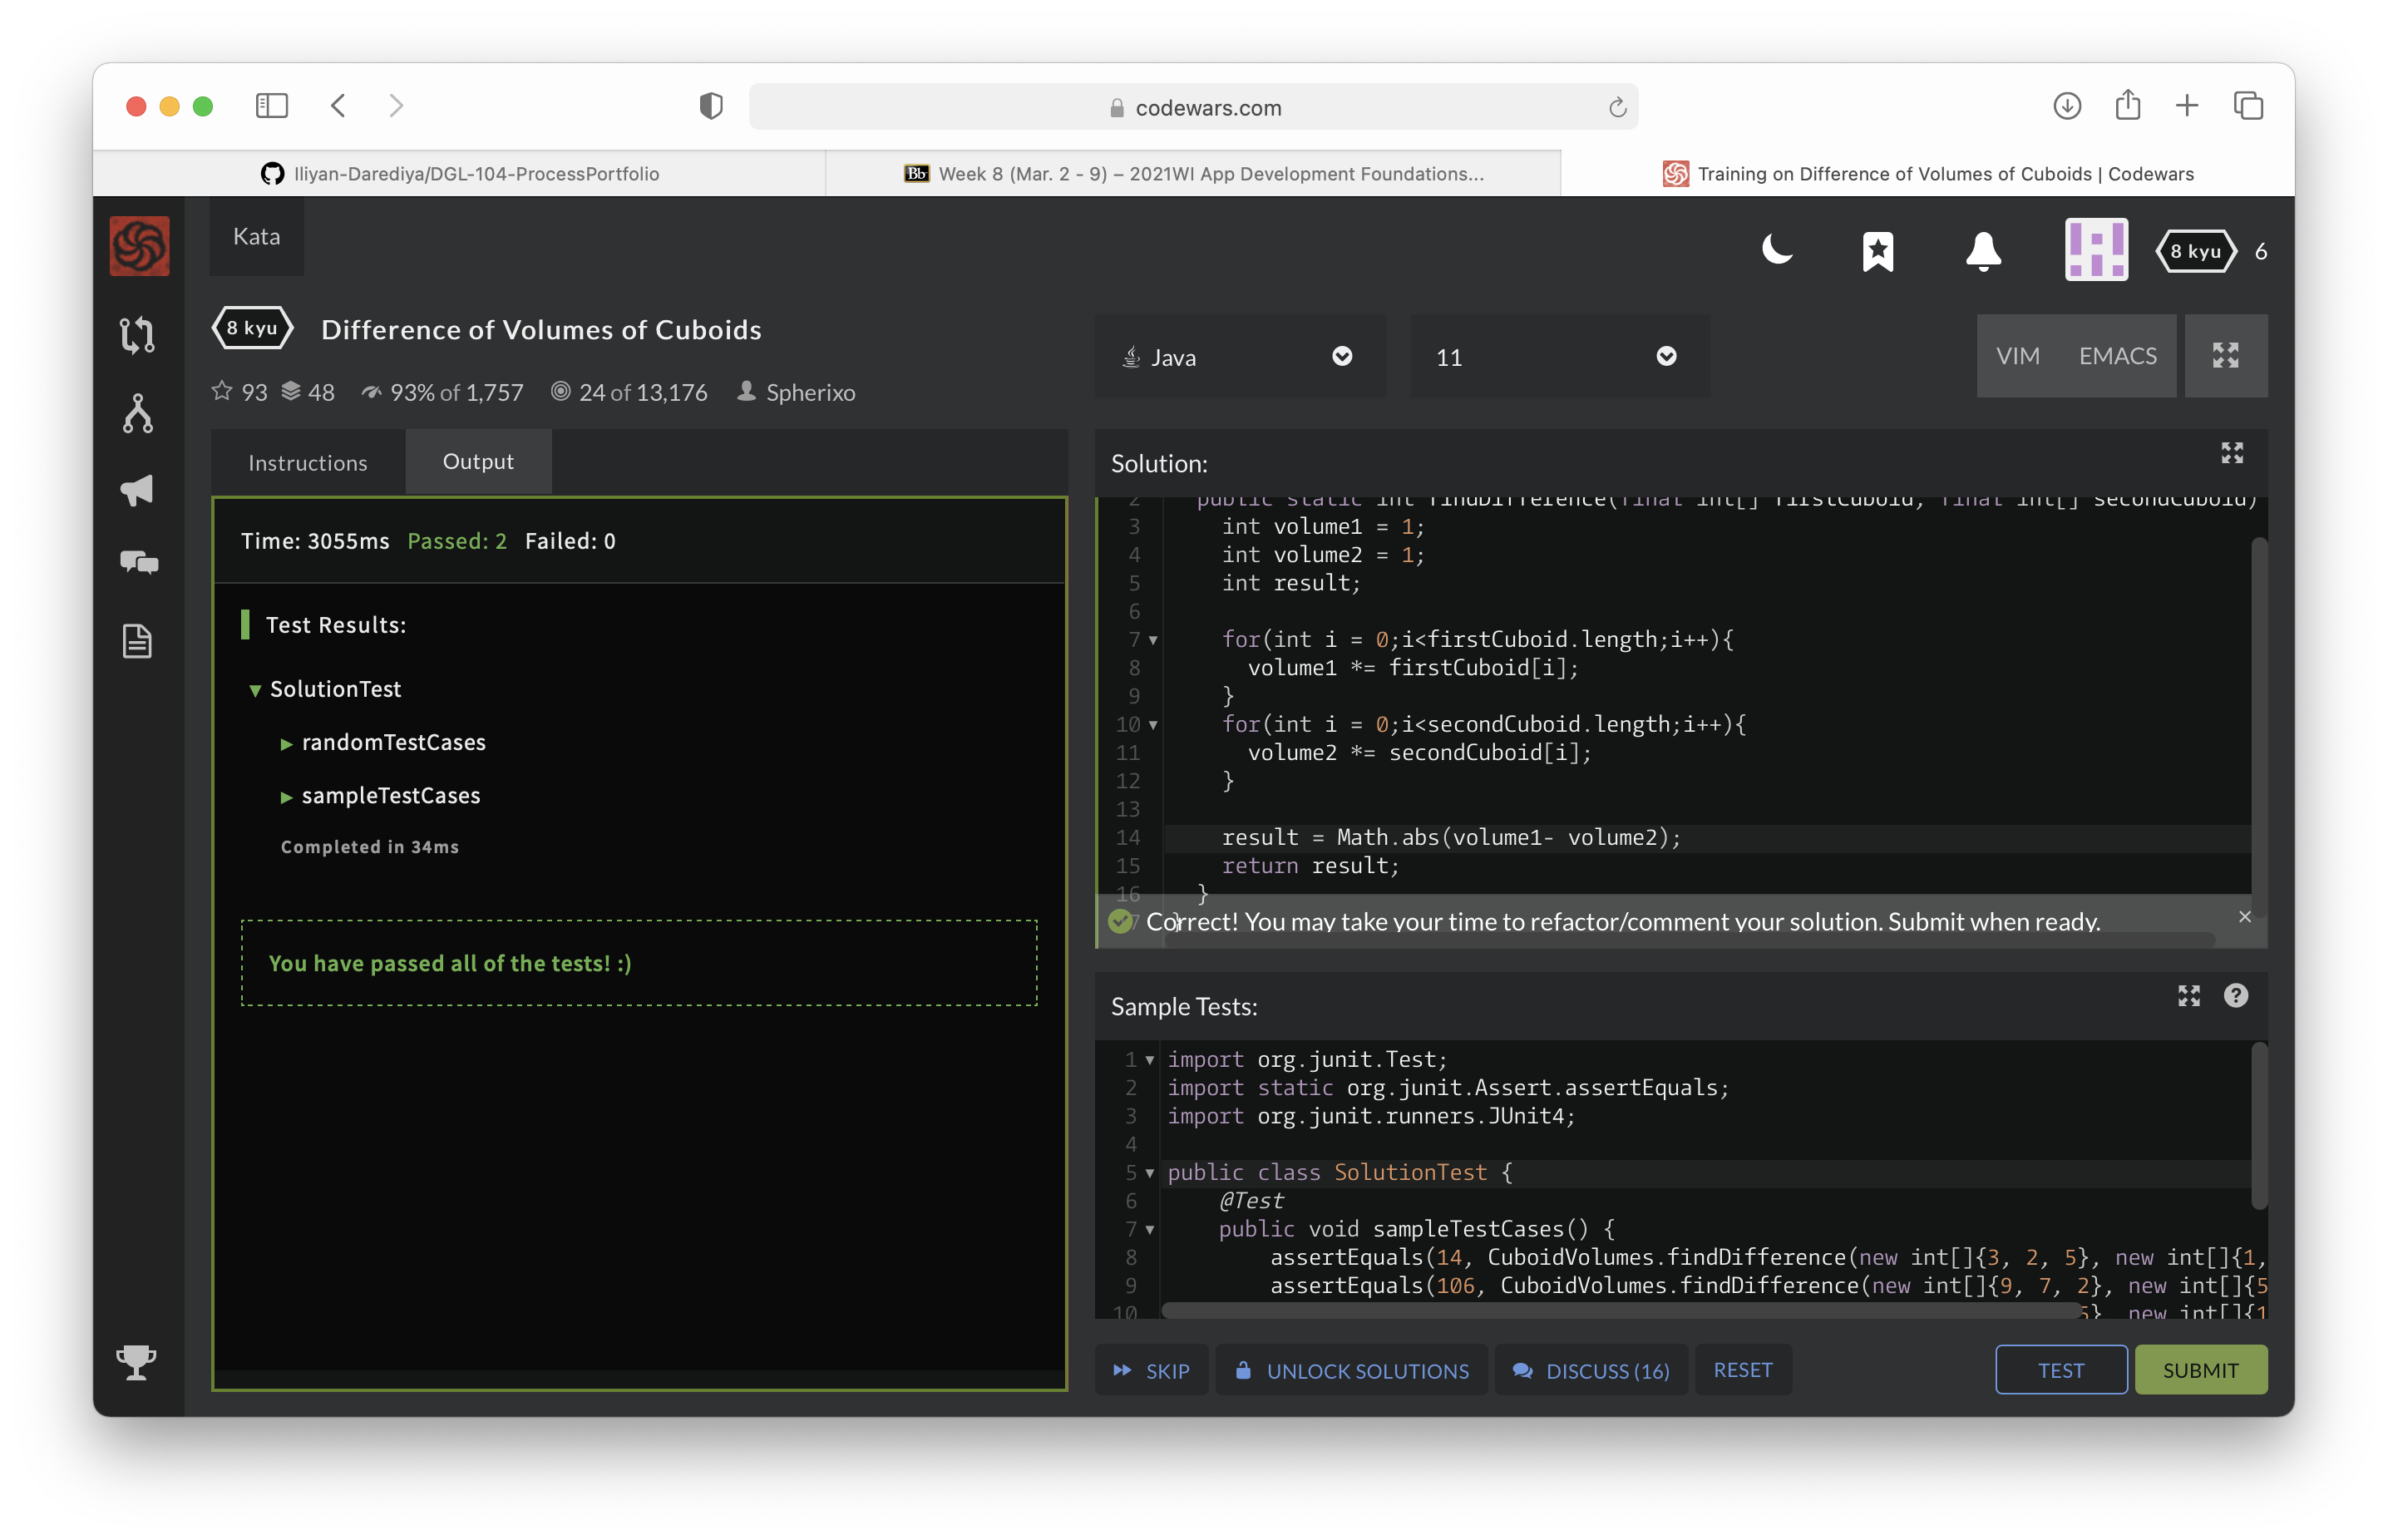 codewars.com
Iliyan-Darediya/DGL-104-ProcessPortfolio
Bb Week 8 (Mar. 2 - 9) – 2021WI App Development Foundations...
Training on Difference of Volumes of Cuboids | Codewars
Kata
8 kyu 6
8 kyu Difference of Volumes of Cuboids
93 48 93% of 1,757 24 of 13,176 Spherixo
Java
11
VIM EMACS
Instructions Output
Time: 3055ms Passed: 2 Failed: 0
Test Results:
▼ SolutionTest
▶ randomTestCases
▶ sampleTestCases
Completed in 34ms
You have passed all of the tests! :)
Solution:
2 public static int findDifference(final int[] firstCuboid, final int[] secondCuboid)
3 int volume1 = 1;
4 int volume2 = 1;
5 int result;
6
7 for(int i = 0;i<firstCuboid.length;i++){
8 volume1 *= firstCuboid[i];
9 }
10 for(int i = 0;i<secondCuboid.length;i++){
11 volume2 *= secondCuboid[i];
12 }
13
14 result = Math.abs(volume1- volume2);
15 return result;
16 }
7 }
Correct! You may take your time to refactor/comment your solution. Submit when ready.
Sample Tests:
1 import org.junit.Test;
2 import static org.junit.Assert.assertEquals;
3 import org.junit.runners.JUnit4;
4
5 public class SolutionTest {
6 @Test
7 public void sampleTestCases() {
8 assertEquals(14, CuboidVolumes.findDifference(new int[]{3, 2, 5}, new int[]{1,
9 assertEquals(106, CuboidVolumes.findDifference(new int[]{9, 7, 2}, new int[]{5
10 5}, new int[]{1
SKIP UNLOCK SOLUTIONS DISCUSS (16) RESET TEST SUBMIT